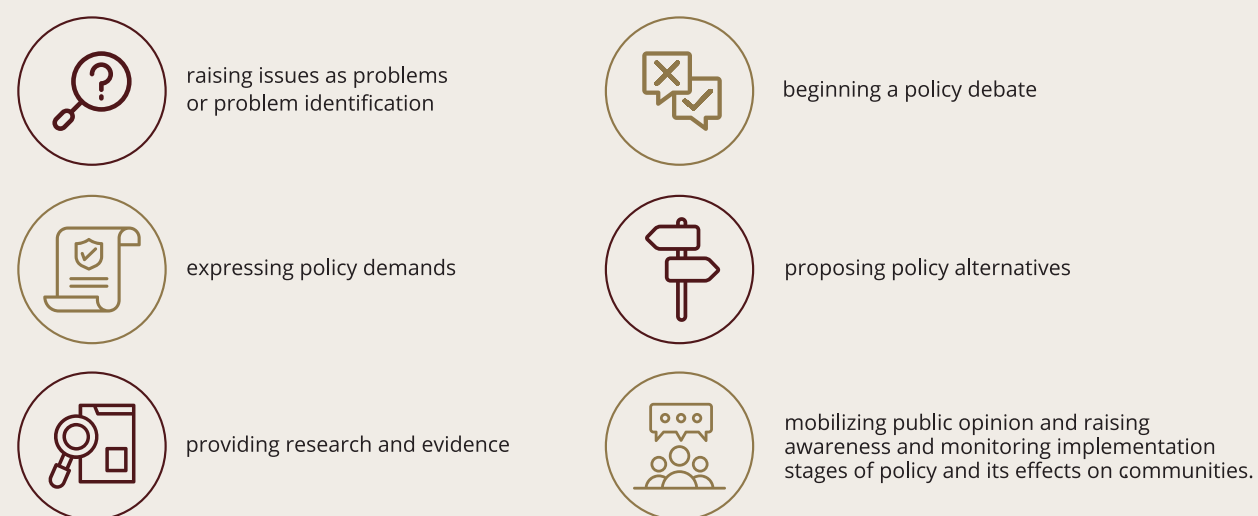 raising issues as problems
or problem identification
beginning a policy debate
expressing policy demands
proposing policy alternatives
providing research and evidence
mobilizing public opinion and raising
awareness and monitoring implementation
stages of policy and its effects on communities.